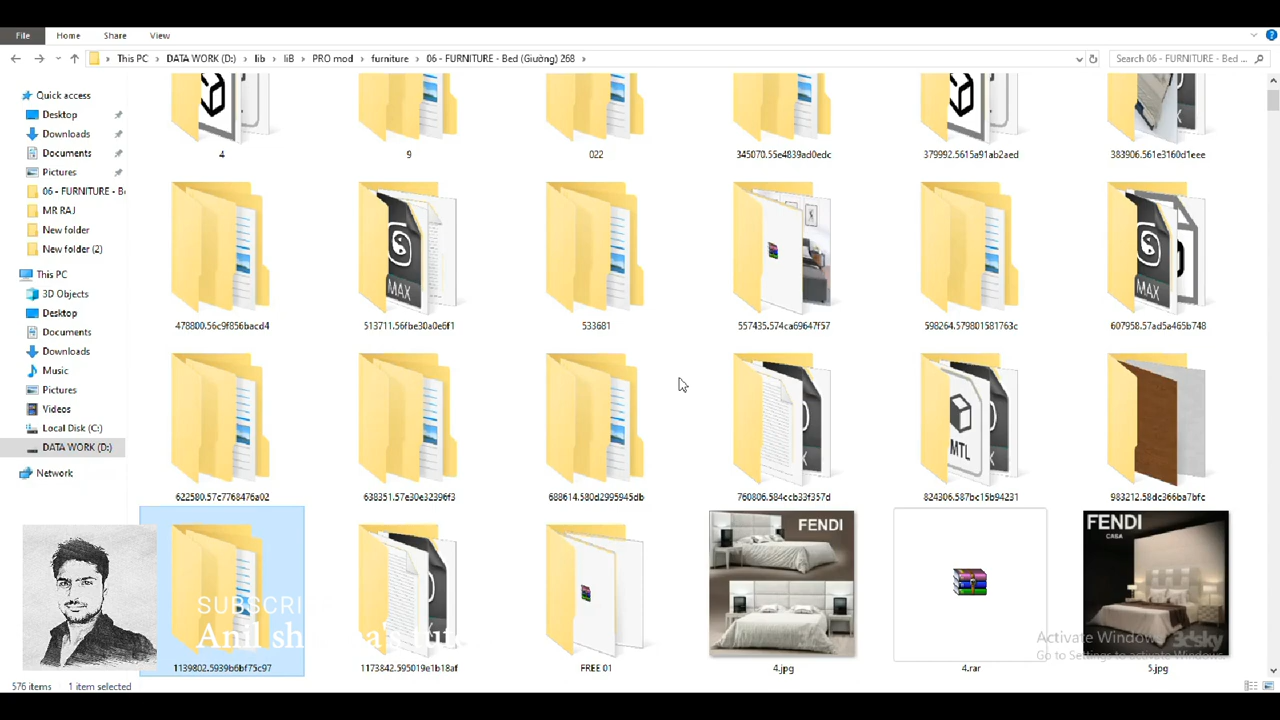 File Home Share View
This PC DATA WORK (D:) lib liB PRO mod furniture 06 - FURNITURE - Bed (Giường) 268
Search 06 - FURNITURE - Bed ...
Quick access
Desktop
Downloads
Documents
Pictures
06 - FURNITURE - B
MR RAJ
New folder
New folder (2)
This PC
3D Objects
Desktop
Documents
Downloads
Music
Pictures
Videos
Local Disk (C:)
DATA WORK (D:)
Network
4 9 022 345070.55e4839ad0edc 379992.5615a91ab2aed 383906.561e3160d1eee
MAX MAX
478800.56c9f856bacd4 513711.56fbe30a0e6f1 533681 557435.574ca69647f57 598264.579801581763c 607958.57ad5a465b748
MTL
622580.57c7768476a02 638351.57e30e32396f3 688614.580d2995945db 760806.584ccb33f357d 824306.587bc15b94231 983212.58dc366ba7bfc
FENDI
FENDI
CASA
3dsky
SUBSCRI
Anil sh
1139802.5939b6bf75c97 1173842.595019e1b18af FREE 01 4.jpg 4.rar 5.jpg
Activate Windows
Go to Settings to activate Windows.
576 items 1 item selected